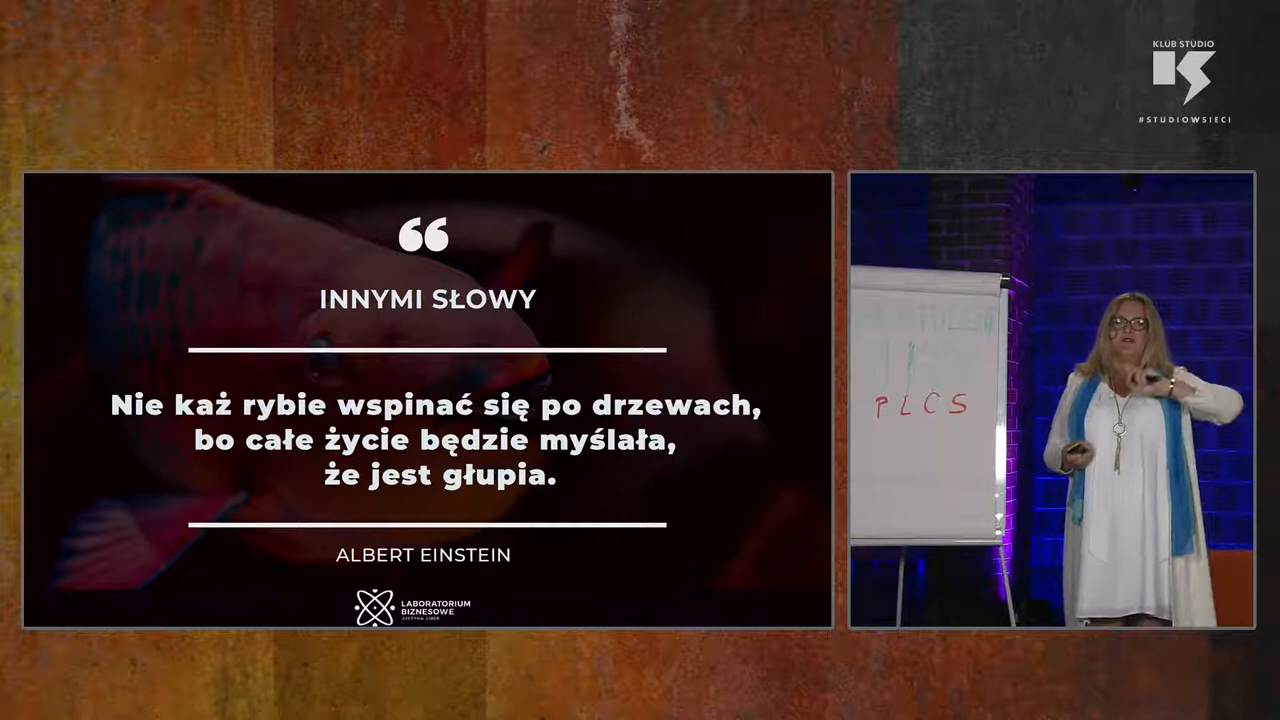 KLUB STUDIO
KS
#STUDIOWSIECI
INNYMI SŁOWY
Nie każ rybie wspinać się po drzewach,
bo całe życie będzie myślała,
że jest głupia.
ALBERT EINSTEIN
LABORATORIUM
BIZNESOWE
JUSTYNA LIBER
PLCS